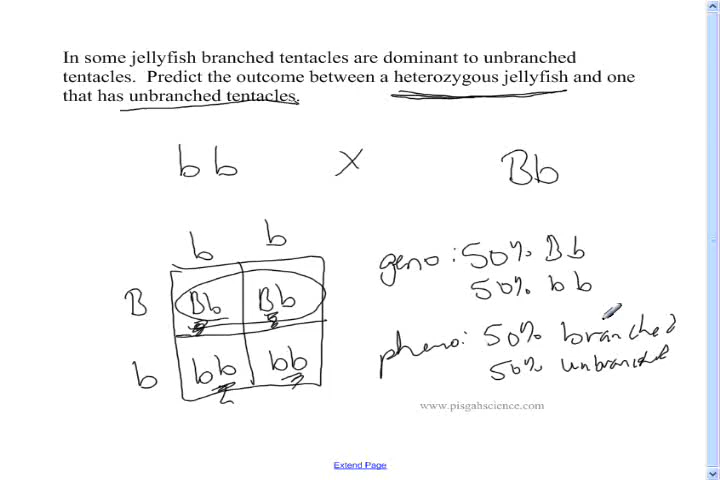 In some jellyfish branched tentacles are dominant to unbranched
tentacles. Predict the outcome between a heterozygous jellyfish and one
that has unbranched tentacles.
bb X Bb
b b
B Bb Bb
b bb bb
geno: 50% Bb
50% bb
pheno: 50% branched
50% unbranched
www.pisgahscience.com
Extend Page